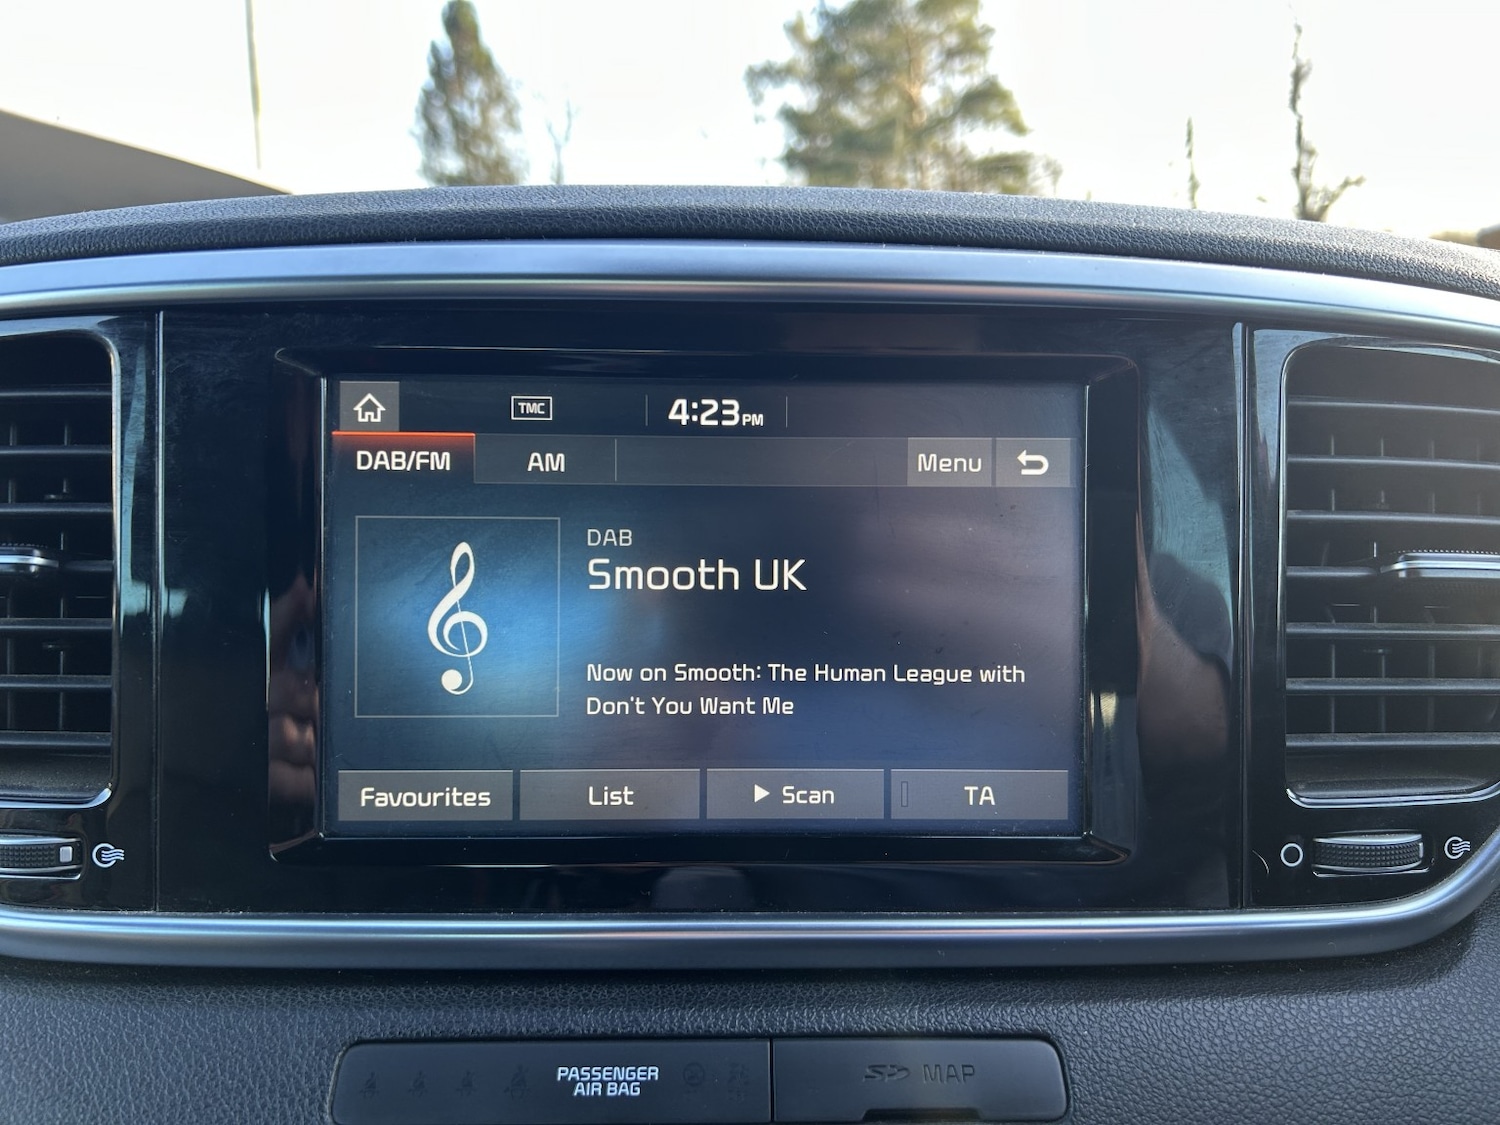 TMC
4:23PM
DAB/FM
AM
Menu
DAB
Smooth UK
Now on Smooth: The Human League with
Don't You Want Me
Favourites
List
Scan
TA
PASSENGER
AIR BAG
SD MAP